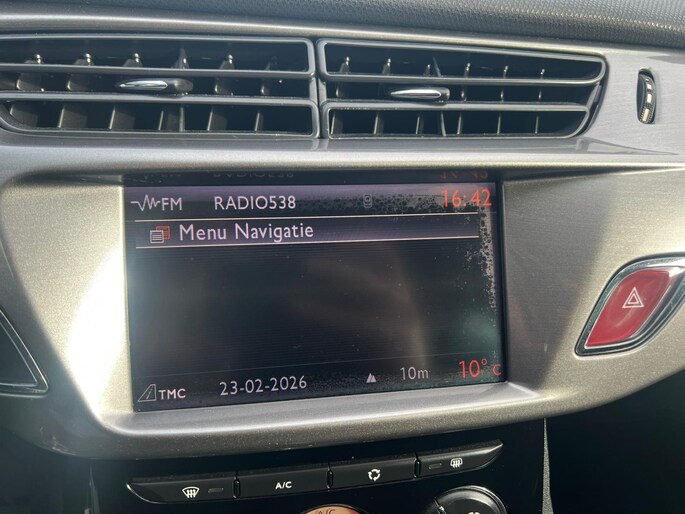 FM RADIO538 16:42
Menu Navigatie
TMC 23-02-2026 10m 10°C
A/C
A/C